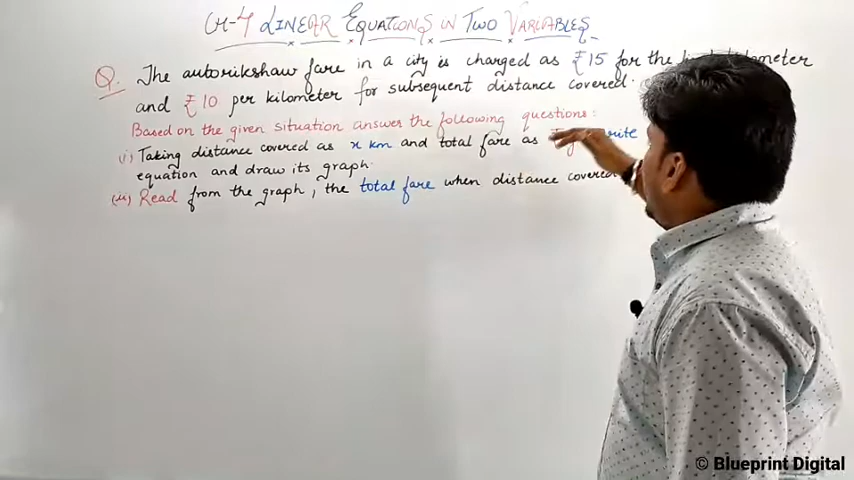 CH-4 LINEAR EQUATIONS IN TWO VARIABLES
Q. The autorikshaw fare in a city is charged as ₹15 for the kilometer
and ₹10 per kilometer for subsequent distance covered.
Based on the given situation answer the following questions:
(i) Taking distance covered as x km and total fare as write
equation and draw its graph.
(ii) Read from the graph, the total fare when distance covered
© Blueprint Digital